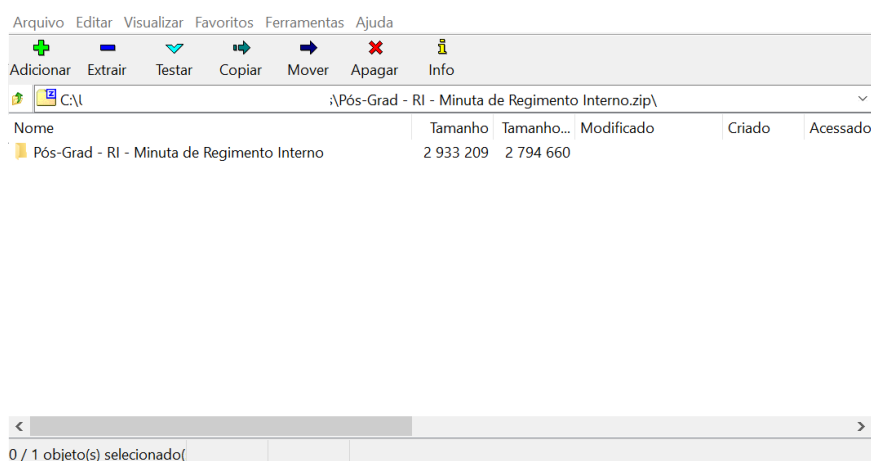 Arquivo Editar Visualizar Favoritos Ferramentas Ajuda
Adicionar Extrair Testar Copiar Mover Apagar Info
C:\ :\Pós-Grad - RI - Minuta de Regimento Interno.zip\
Nome Tamanho Tamanho... Modificado Criado Acessado
Pós-Grad - RI - Minuta de Regimento Interno 2 933 209 2 794 660
0 / 1 objeto(s) selecionado(